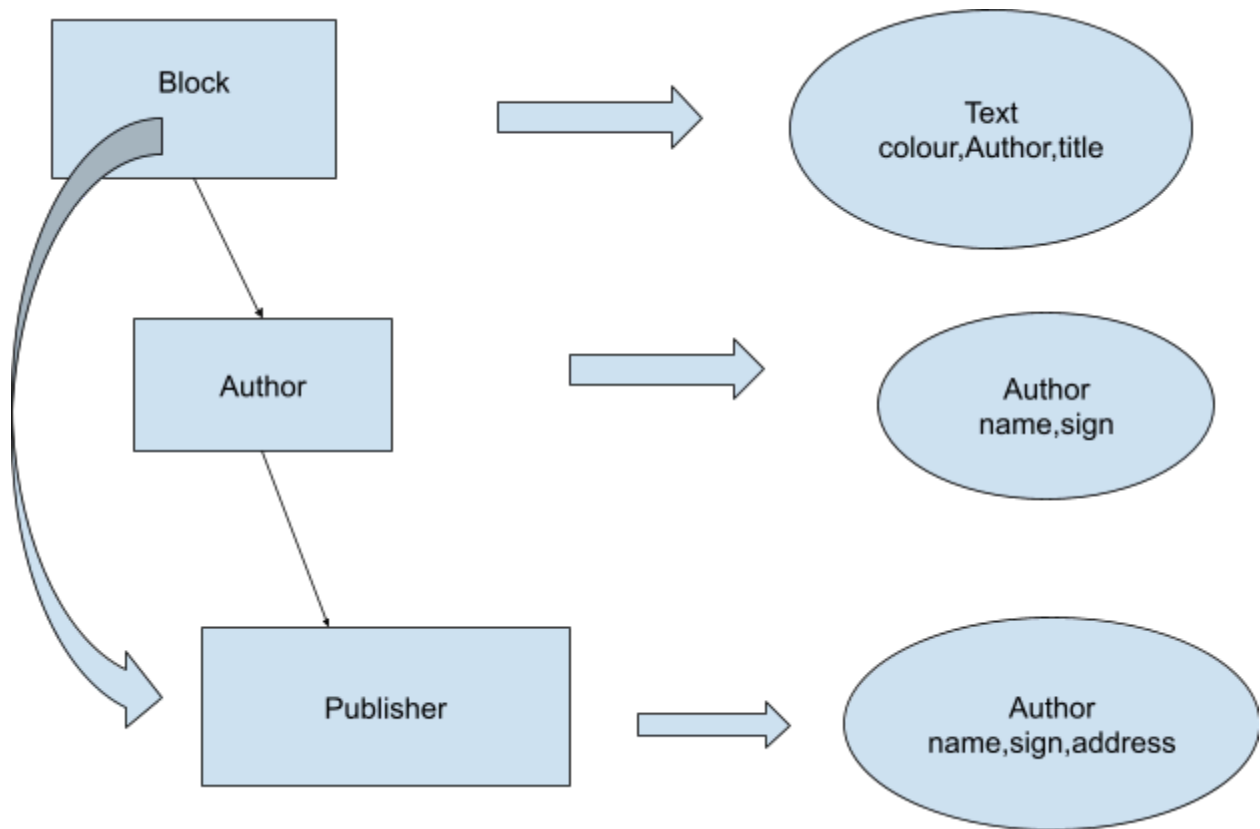 Block
Text
colour,Author,title
Author
Author
name,sign
Publisher
Author
name,sign,address